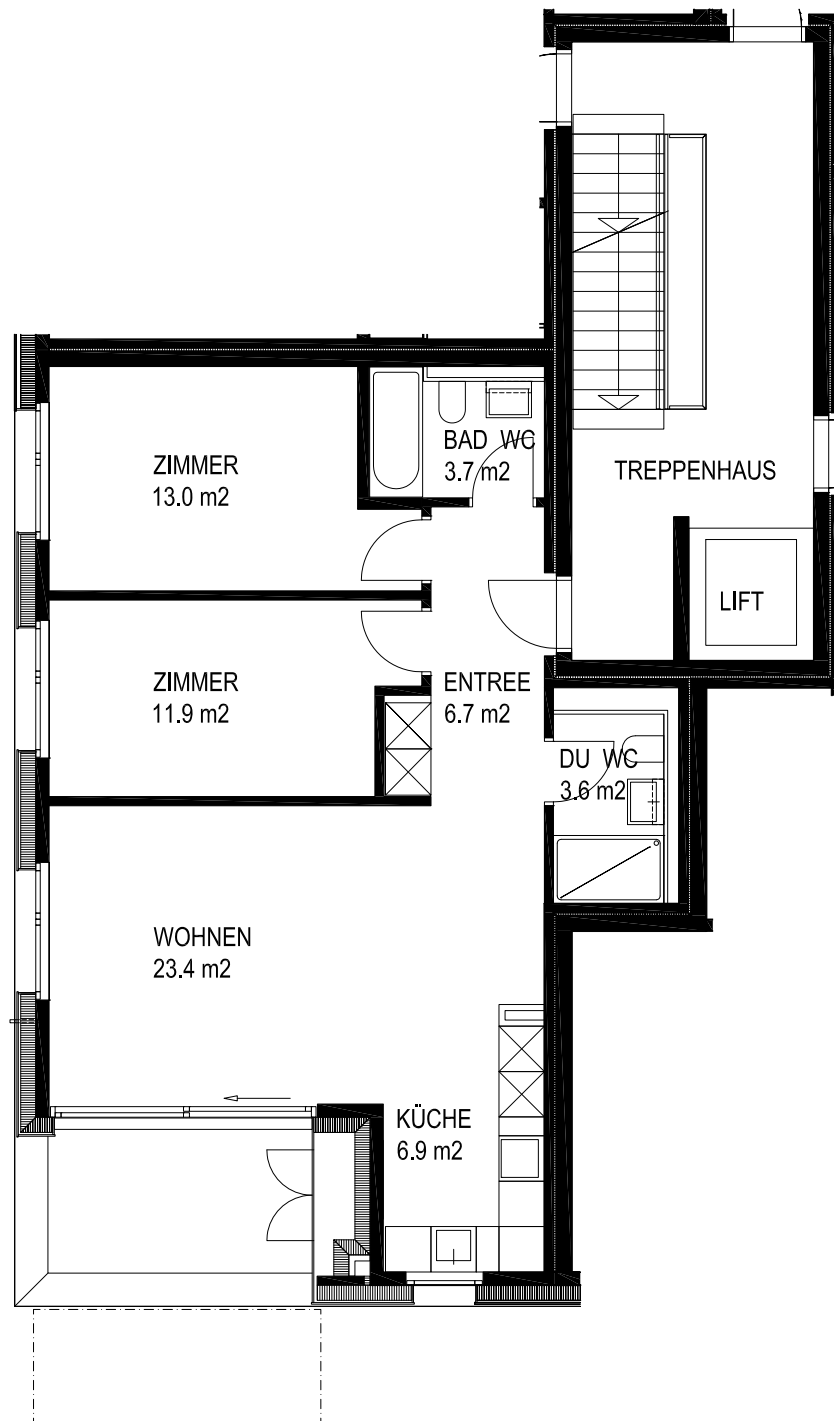 BAD WC
3.7 m2
ZIMMER
13.0 m2
TREPPENHAUS
LIFT
ZIMMER
11.9 m2
ENTREE
6.7 m2
DU WC
3.6 m2
WOHNEN
23.4 m2
KÜCHE
6.9 m2